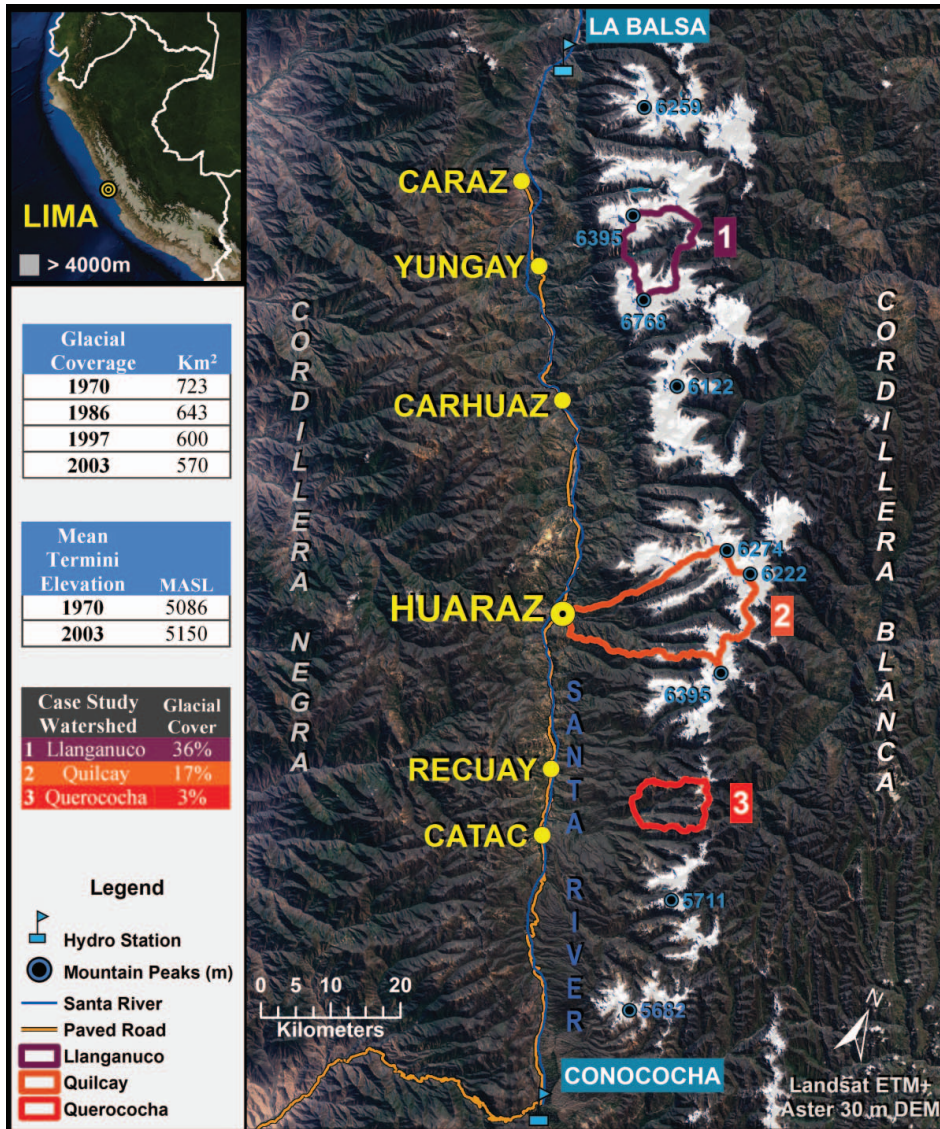 LIMA
> 4000m
Glacial
Coverage Km²
1970 723
1986 643
1997 600
2003 570
Mean
Termini
Elevation MASL
1970 5086
2003 5150
Case Study Glacial
Watershed Cover
1 Llanganuco 36%
2 Quilcay 17%
3 Querococha 3%
Legend
Hydro Station
Mountain Peaks (m)
Santa River
Paved Road
Llanganuco
Quilcay
Querococha
LA BALSA
6259
CARAZ
6395
1
YUNGAY
6768
CORDILLERA NEGRA
CORDILLERA BLANCA
6122
CARHUAZ
6274
6222
HUARAZ
2
6395
SANTA RIVER
RECUAY
3
CATAC
5711
0 5 10 20
Kilometers
5682
N
CONOCOCHA
Landsat ETM+
Aster 30 m DEM